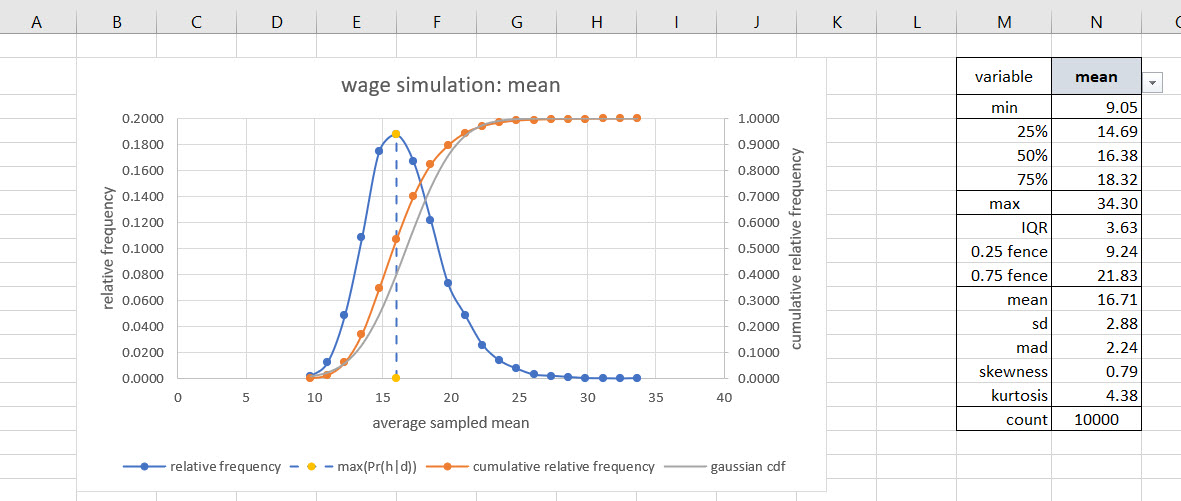 A B C D E F G H I J K L M N
wage simulation: mean
relative frequency
0.2000
0.1800
0.1600
0.1400
0.1200
0.1000
0.0800
0.0600
0.0400
0.0200
0.0000
1.0000
0.9000
0.8000
0.7000
0.6000
0.5000
0.4000
0.3000
0.2000
0.1000
0.0000
cumulative relative frequency
0 5 10 15 20 25 30 35 40
average sampled mean
relative frequency max(Pr(h|d)) cumulative relative frequency gaussian cdf
variable mean
min 9.05
25% 14.69
50% 16.38
75% 18.32
max 34.30
IQR 3.63
0.25 fence 9.24
0.75 fence 21.83
mean 16.71
sd 2.88
mad 2.24
skewness 0.79
kurtosis 4.38
count 10000